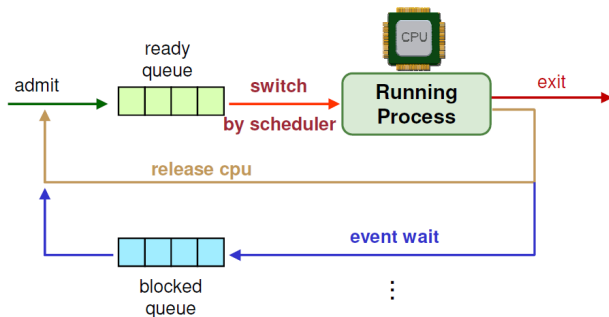 CPU
ready
queue
admit
switch
by scheduler
Running
Process
exit
release cpu
event wait
blocked
queue
⋮